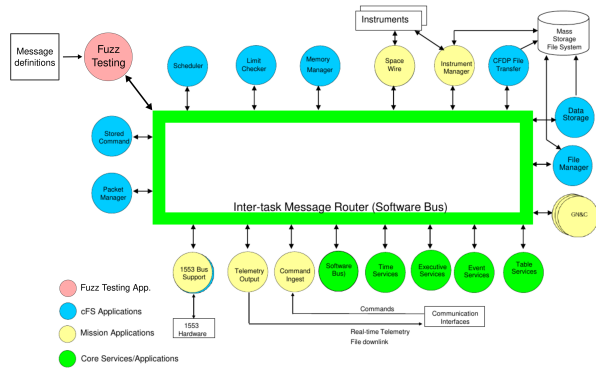 Instruments
Mass
Storage
File System
Message
definitions
Fuzz
Testing
Scheduler
Limit
Checker
Memory
Manager
Space
Wire
Instrument
Manager
CFDP File
Transfer
Stored
Command
Data
Storage
File
Manager
Packet
Manager
GN&C
Inter-task Message Router (Software Bus)
1553 Bus
Support
Telemetry
Output
Command
Ingest
Software
Bus)
Time
Services
Executive
Services
Event
Services
Table
Services
Fuzz Testing App.
cFS Applications
Mission Applications
Core Services/Applications
1553
Hardware
Commands
Communication
Interfaces
Real-time Telemetry
File downlink